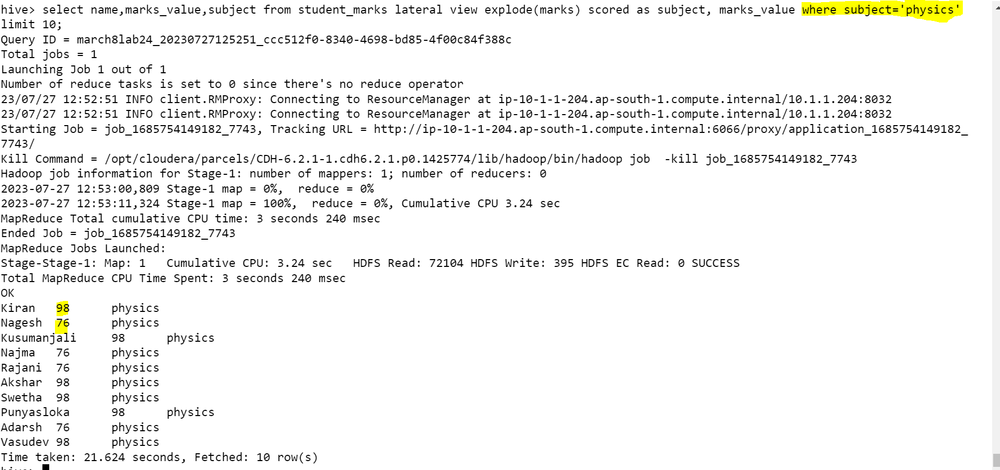 hive> select name,marks_value,subject from student_marks lateral view explode(marks) scored as subject, marks_value where subject='physics'
limit 10;
Query ID = march8lab24_20230727125251_ccc512f0-8340-4698-bd85-4f00c84f388c
Total jobs = 1
Launching Job 1 out of 1
Number of reduce tasks is set to 0 since there's no reduce operator
23/07/27 12:52:51 INFO client.RMProxy: Connecting to ResourceManager at ip-10-1-1-204.ap-south-1.compute.internal/10.1.1.204:8032
23/07/27 12:52:51 INFO client.RMProxy: Connecting to ResourceManager at ip-10-1-1-204.ap-south-1.compute.internal/10.1.1.204:8032
Starting Job = job_1685754149182_7743, Tracking URL = http://ip-10-1-1-204.ap-south-1.compute.internal:6066/proxy/application_1685754149182_
7743/
Kill Command = /opt/cloudera/parcels/CDH-6.2.1-1.cdh6.2.1.p0.1425774/lib/hadoop/bin/hadoop job  -kill job_1685754149182_7743
Hadoop job information for Stage-1: number of mappers: 1; number of reducers: 0
2023-07-27 12:53:00,809 Stage-1 map = 0%,  reduce = 0%
2023-07-27 12:53:11,324 Stage-1 map = 100%,  reduce = 0%, Cumulative CPU 3.24 sec
MapReduce Total cumulative CPU time: 3 seconds 240 msec
Ended Job = job_1685754149182_7743
MapReduce Jobs Launched:
Stage-Stage-1: Map: 1   Cumulative CPU: 3.24 sec   HDFS Read: 72104 HDFS Write: 395 HDFS EC Read: 0 SUCCESS
Total MapReduce CPU Time Spent: 3 seconds 240 msec
OK
Kiran   98      physics
Nagesh  76      physics
Kusumanjali     98      physics
Najma   76      physics
Rajani  76      physics
Akshar  98      physics
Swetha  98      physics
Punyasloka      98      physics
Adarsh  76      physics
Vasudev 98      physics
Time taken: 21.624 seconds, Fetched: 10 row(s)
hive>